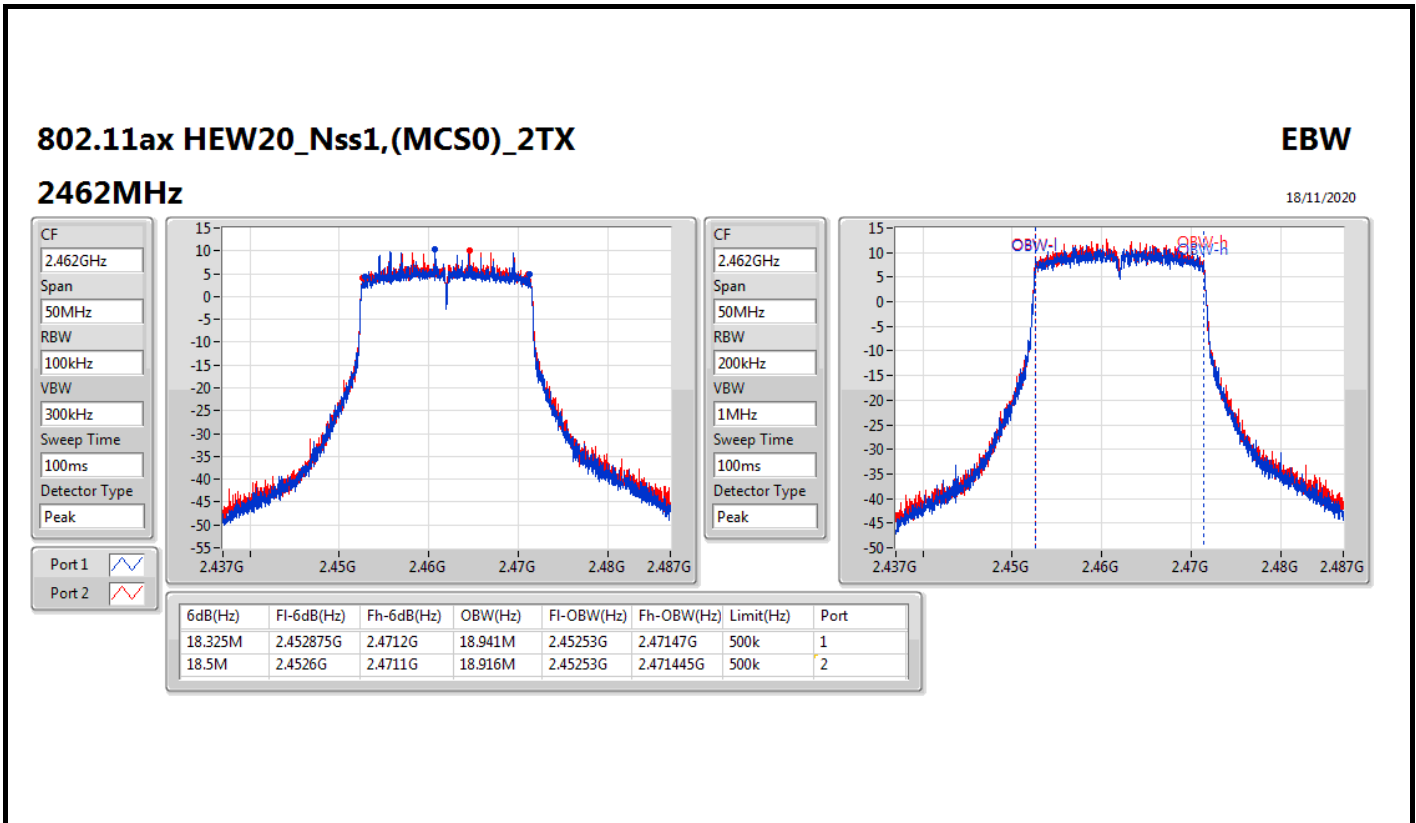 802.11ax HEW20_Nss1,(MCS0)_2TX
EBW
2462MHz
18/11/2020
CF
2.462GHz
Span
50MHz
RBW
100kHz
VBW
300kHz
Sweep Time
100ms
Detector Type
Peak
Port 1
Port 2
15
10
5
0
-5
-10
-15
-20
-25
-30
-35
-40
-45
-50
-55
2.437G 2.45G 2.46G 2.47G 2.48G 2.487G
CF
2.462GHz
Span
50MHz
RBW
200kHz
VBW
1MHz
Sweep Time
100ms
Detector Type
Peak
15
10
5
0
-5
-10
-15
-20
-25
-30
-35
-40
-45
-50
OBW-l
OBW-h
OBW-h
2.437G 2.45G 2.46G 2.47G 2.48G 2.487G
6dB(Hz) Fl-6dB(Hz) Fh-6dB(Hz) OBW(Hz) Fl-OBW(Hz) Fh-OBW(Hz) Limit(Hz) Port
18.325M 2.452875G 2.4712G 18.941M 2.45253G 2.47147G 500k 1
18.5M 2.4526G 2.4711G 18.916M 2.45253G 2.471445G 500k 2